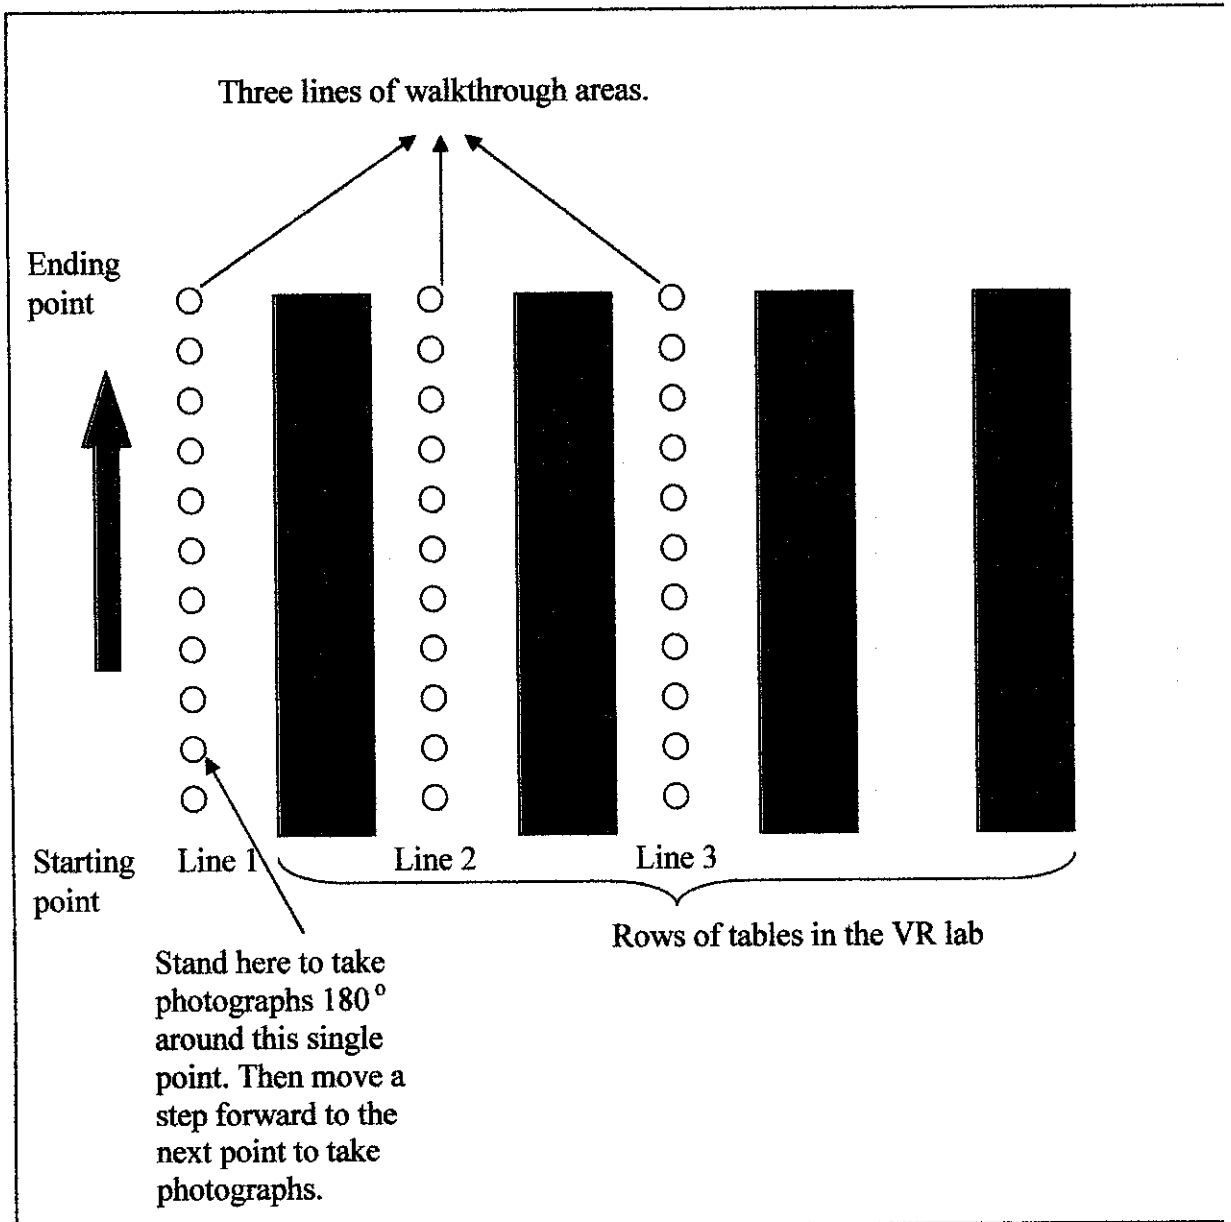 Three lines of walkthrough areas.
Ending
point
Starting
point
Line 1
Line 2
Line 3
Rows of tables in the VR lab
Stand here to take
photographs 180°
around this single
point. Then move a
step forward to the
next point to take
photographs.